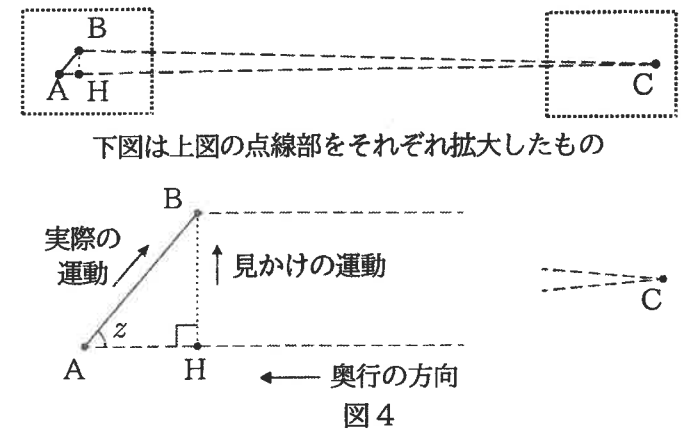 B
A H
C
下図は上図の点線部をそれぞれ拡大したもの
B
実際の
運動
見かけの運動
z
C
A
H
奥行の方向
図4